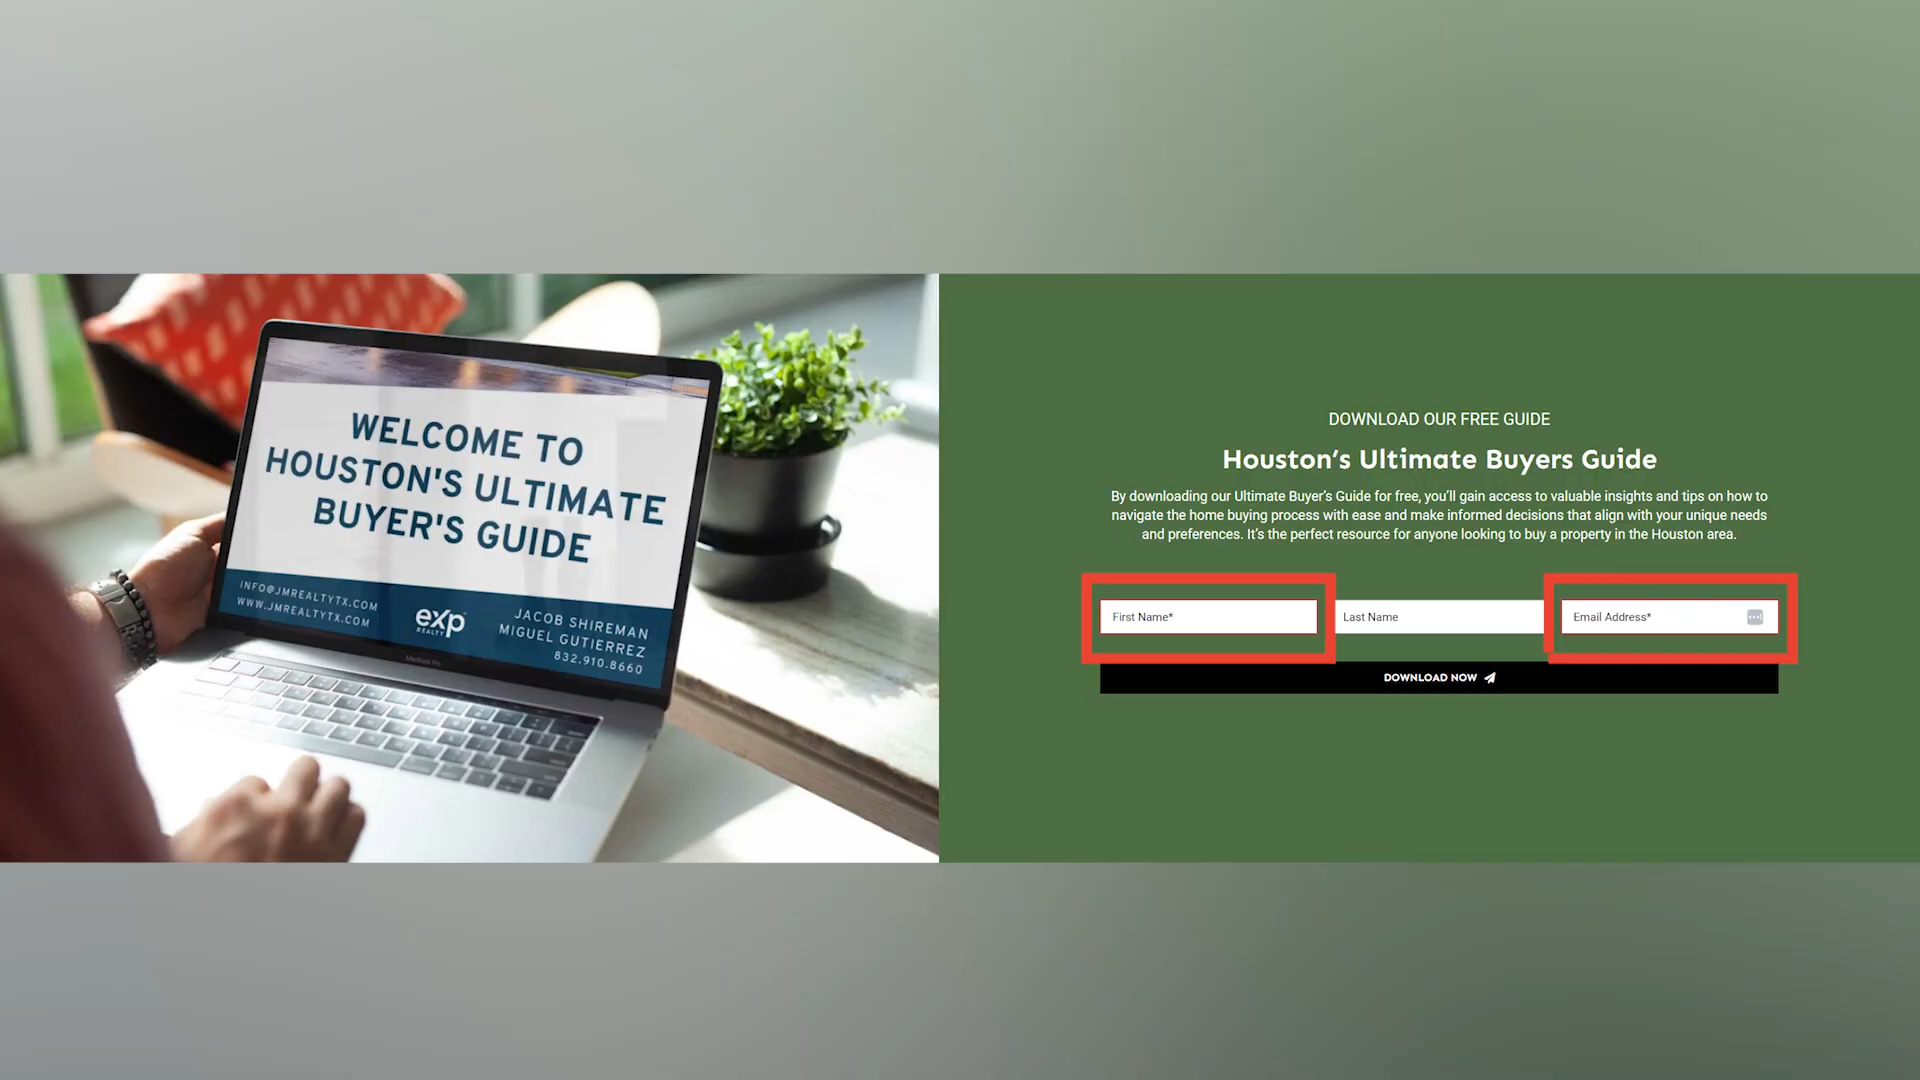 WELCOME TO
HOUSTON'S ULTIMATE
BUYER'S GUIDE
INFO@JMREALTYTX.COM
WWW.JMREALTYTX.COM
exp
REALTY
JACOB SHIREMAN
MIGUEL GUTIERREZ
832.910.8660
MacBook Pro
DOWNLOAD OUR FREE GUIDE
Houston’s Ultimate Buyers Guide
By downloading our Ultimate Buyer’s Guide for free, you’ll gain access to valuable insights and tips on how to
navigate the home buying process with ease and make informed decisions that align with your unique needs
and preferences. It’s the perfect resource for anyone looking to buy a property in the Houston area.
First Name*
Last Name
Email Address*
DOWNLOAD NOW